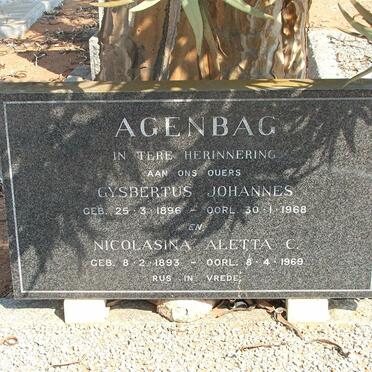 AGENBAG
IN TERE HERINNERING
AAN ONS OUERS
GYSBERTUS JOHANNES
GEB. 25·3·1896 - OORL. 30·1·1968
EN
NICOLASINA ALETTA C.
GEB. 8·2·1893 - OORL. 8·4·1969
RUS IN VREDE